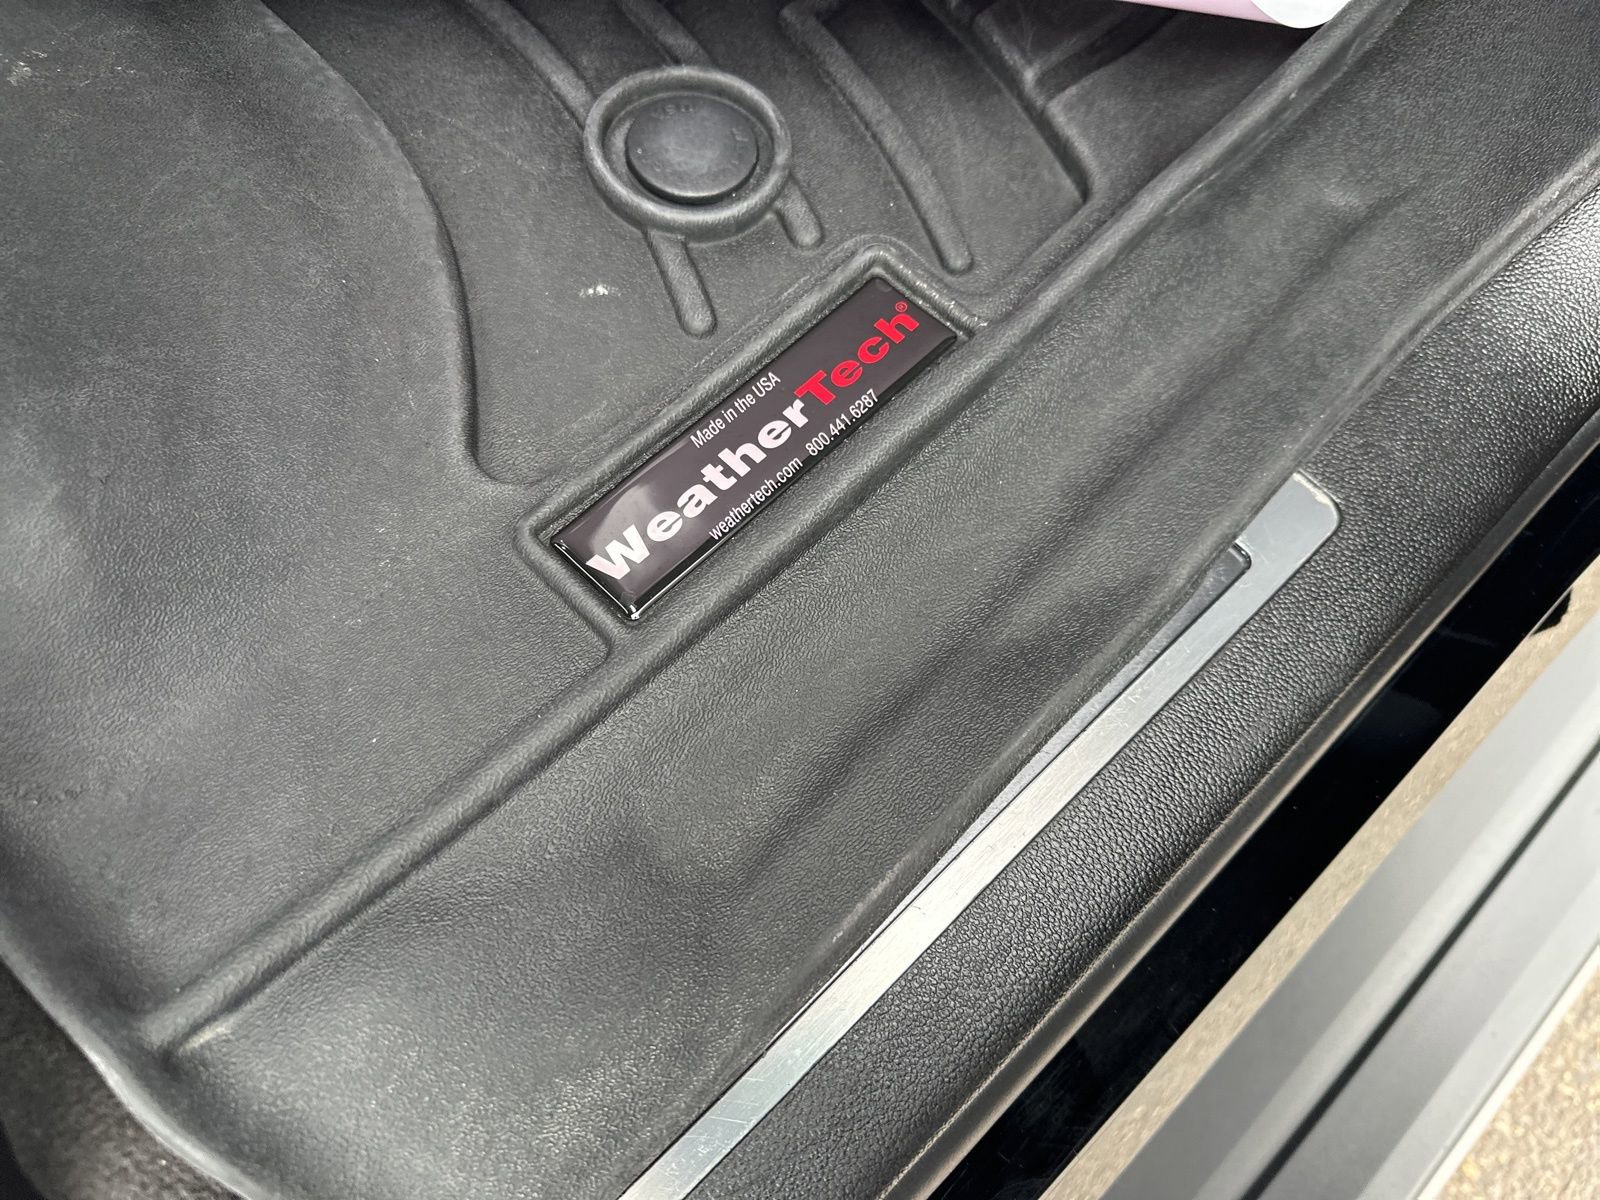 Made in the USA
WeatherTech®
weathertech.com 800.441.6287